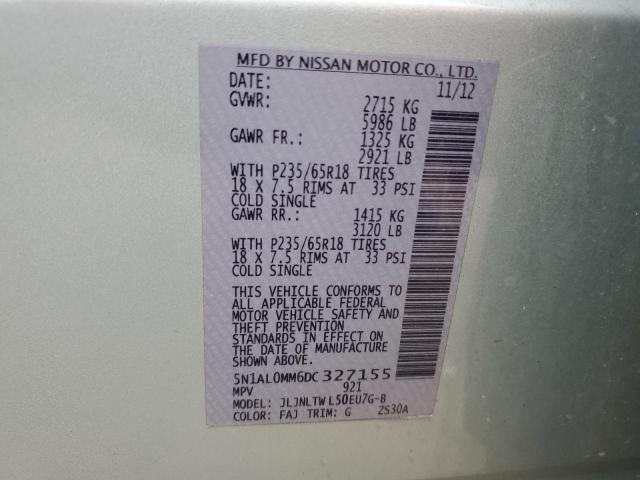 MFD BY NISSAN MOTOR CO., LTD.
DATE: 11/12
GVWR: 2715 KG
5986 LB
GAWR FR.: 1325 KG
2921 LB
WITH P235/65R18 TIRES
18 X 7.5 RIMS AT 33 PSI
COLD SINGLE
GAWR RR.: 1415 KG
3120 LB
WITH P235/65R18 TIRES
18 X 7.5 RIMS AT 33 PSI
COLD SINGLE
THIS VEHICLE CONFORMS TO
ALL APPLICABLE FEDERAL
MOTOR VEHICLE SAFETY AND
THEFT PREVENTION
STANDARDS IN EFFECT ON
THE DATE OF MANUFACTURE
SHOWN ABOVE.
5N1AL0MM6DC 327155
MPV 921
MODEL: JLJNLTW L50EU7G-B
COLOR: FAJ TRIM: G ZS30A